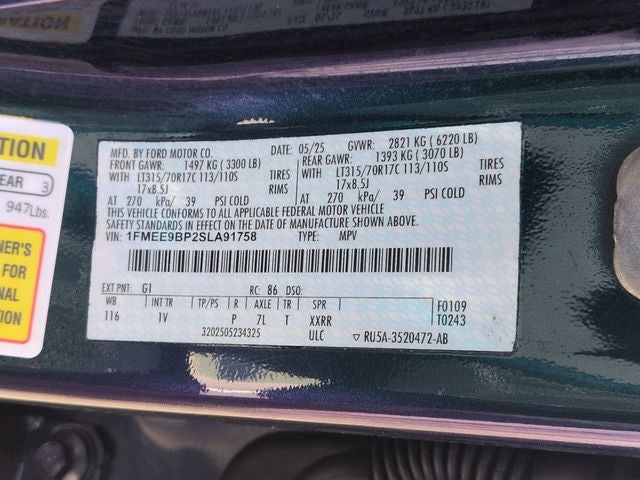 MFD. BY FORD MOTOR CO. 05/25 GVWR: 2821 KG ( 6220 LB)
FRONT GAWR: 1497 KG ( 3300 LB) REAR GAWR: 1393 KG ( 3070 LB)
WITH LT315/70R17C 113/110S TIRES WITH LT315/70R17C 113/110S TIRES
17x8.5J RIMS 17x8.5J RIMS
AT 270 kPa/ 39 PSI COLD AT 270 kPa/ 39 PSI COLD
THIS VEHICLE CONFORMS TO ALL APPLICABLE FEDERAL MOTOR VEHICLE
SAFETY STANDARDS IN EFFECT ON THE DATE OF MANUFACTURE SHOWN ABOVE.
VIN: 1FMEE9BP2SLA91758 TYPE: MPV
EXT PNT: G1 RC: 86 DSO:
WB INT TR TP/PS R AXLE TR SPR F0109
116 1V P 7L T XXRR T0243
3202505234325 ULC ▽ RU5A-3520472-AB
TION
EAR 3
947Lbs.
NER'S
FOR
NAL
ON